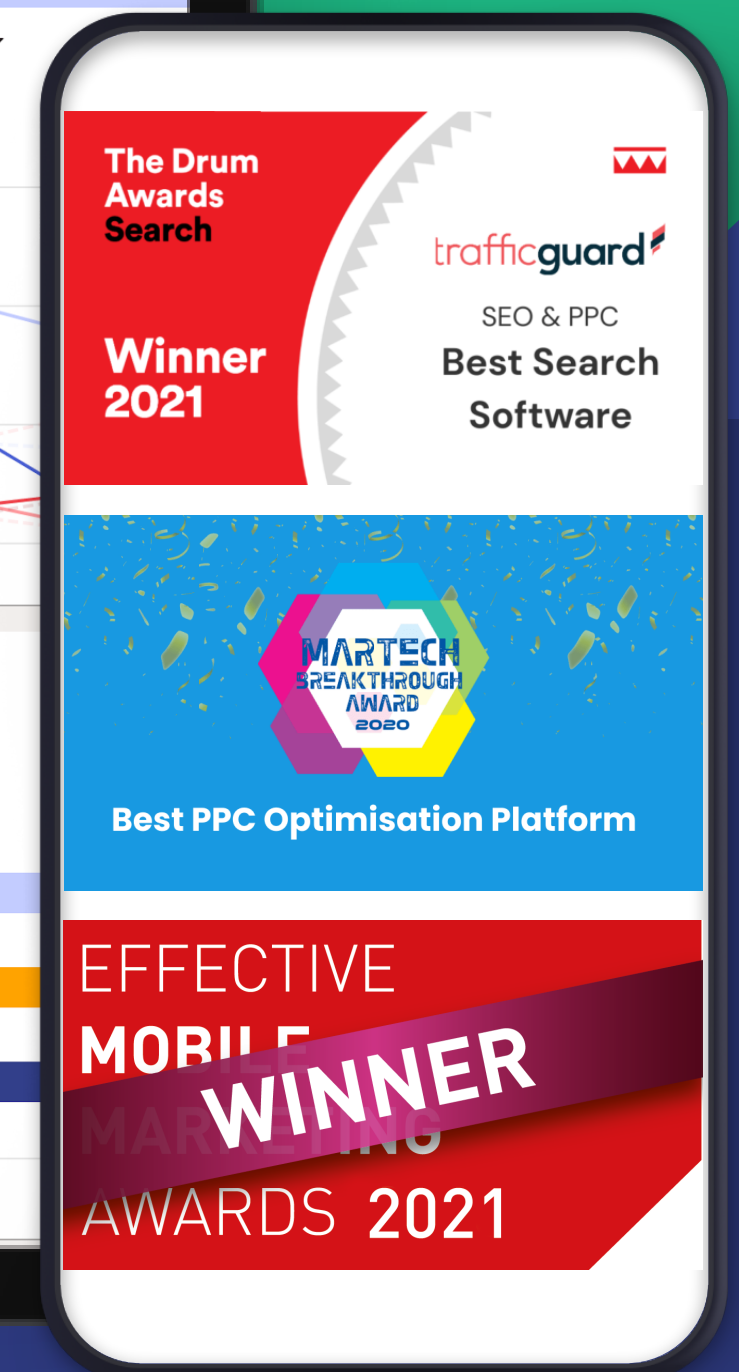 The Drum
Awards
Search
Winner
2021
trafficguard
SEO & PPC
Best Search
Software
MARTECH
BREAKTHROUGH
AWARD
2020
Best PPC Optimisation Platform
EFFECTIVE
MOBILE
WINNER
MARKETING
AWARDS 2021